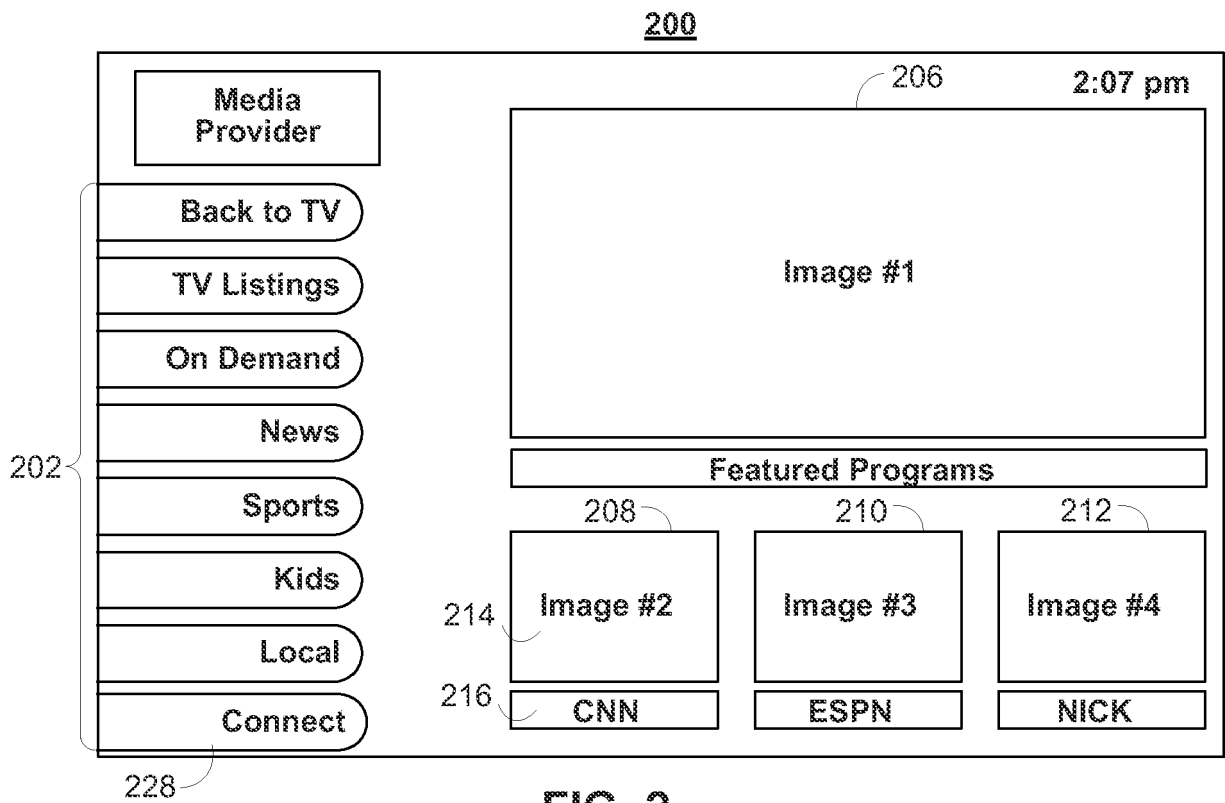 200
Media
Provider
206
2:07 pm
Back to TV
TV Listings
On Demand
News
Sports
Kids
Local
Connect
202
228
Image #1
Featured Programs
208
210
212
Image #2
Image #3
Image #4
214
216
CNN
ESPN
NICK
FIG. 2